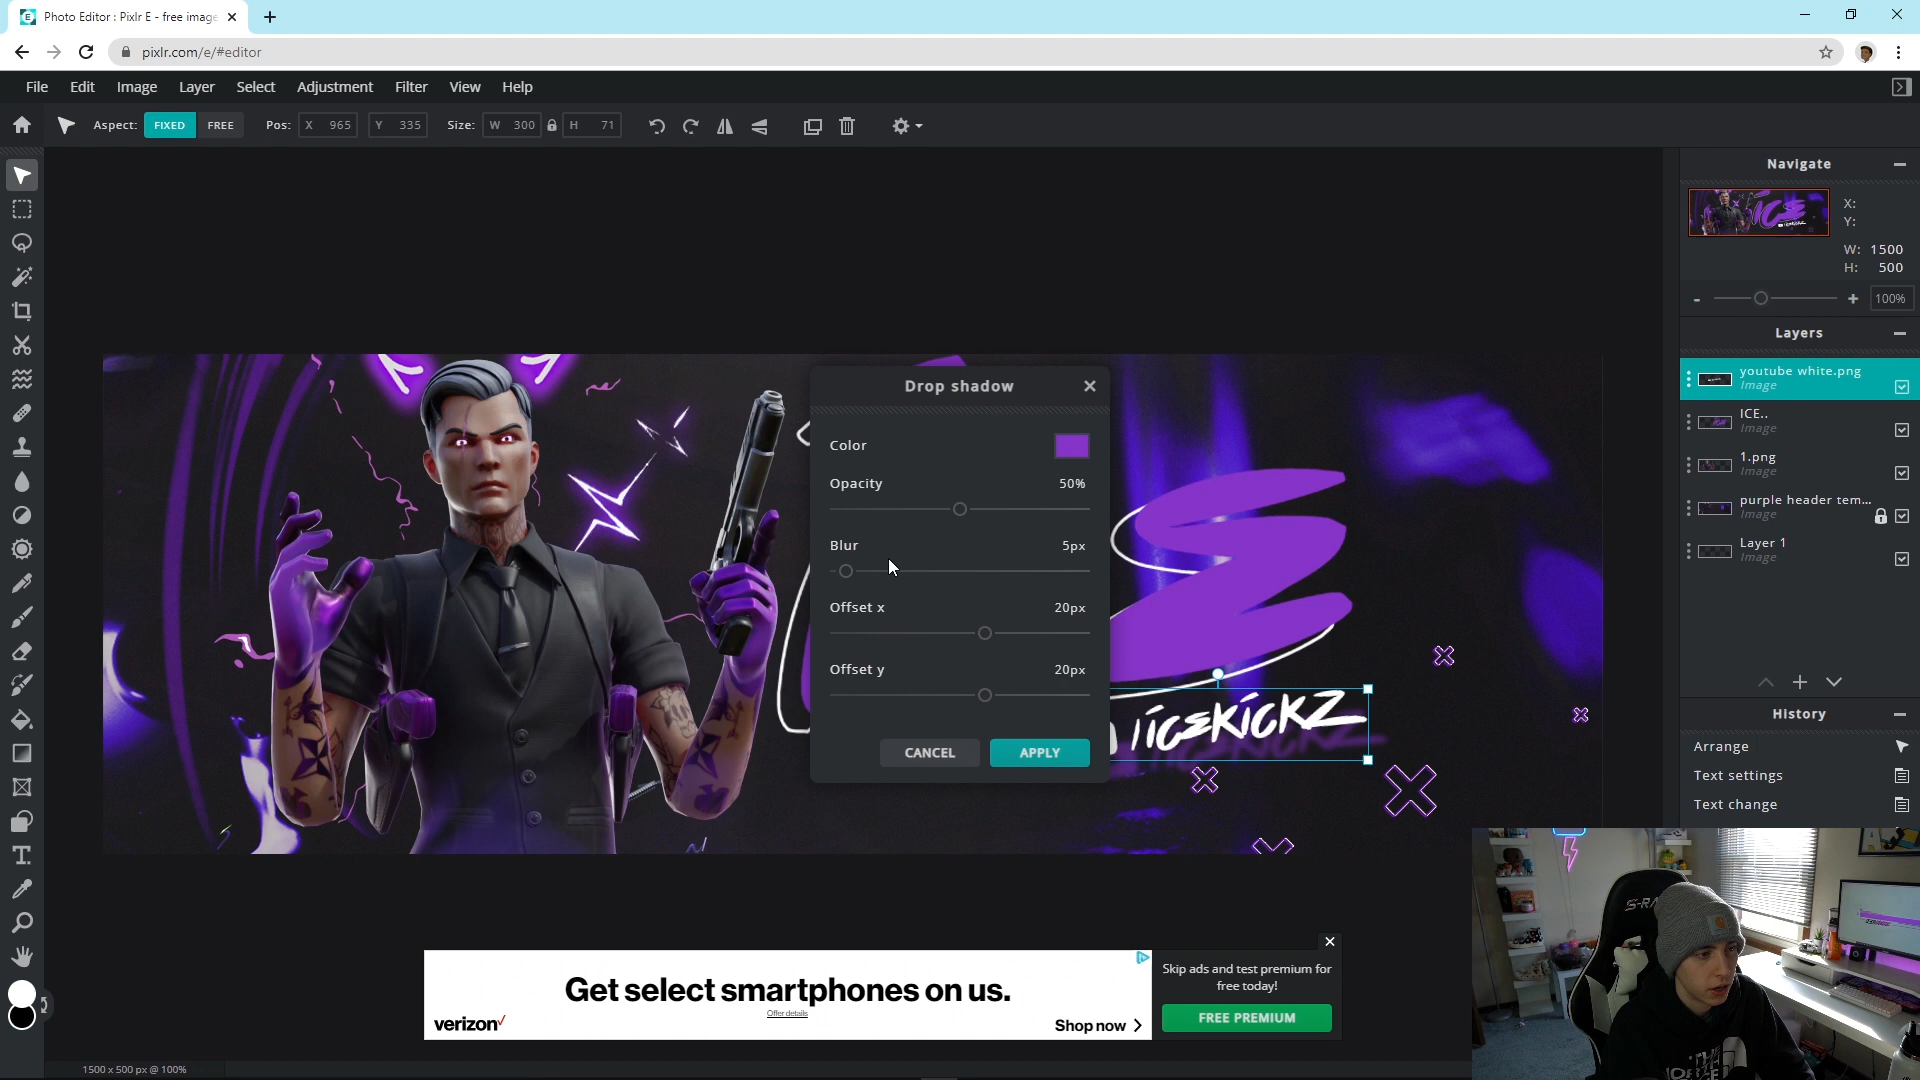 Photo Editor : Pixlr E - free image
pixlr.com/e/#editor
File Edit Image Layer Select Adjustment Filter View Help
Aspect: FIXED FREE Pos: X 965 Y 335 Size: W 300 H 71
Navigate
X:
Y:
W: 1500
H: 500
- + 100%
Layers
youtube white.png
Image
ICE..
Image
1.png
Image
purple header tem...
Image
Layer 1
Image
History
Arrange
Text settings
Text change
Drop shadow
Color
Opacity 50%
Blur 5px
Offset x 20px
Offset y 20px
CANCEL APPLY
IICEKICKZ
Get select smartphones on us.
Offer details
verizon
Shop now
Skip ads and test premium for
free today!
FREE PREMIUM
1500 x 500 px @ 100%